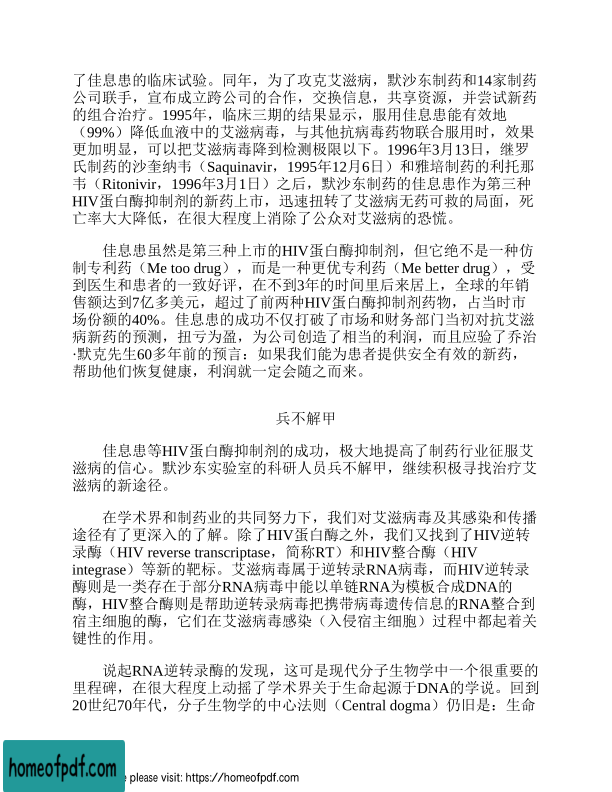 了佳息患的临床试验。同年，为了攻克艾滋病，默沙东制药和14家制药
公司联手，宣布成立跨公司的合作，交换信息，共享资源，并尝试新药
的组合治疗。1995年，临床三期的结果显示，服用佳息患能有效地
（99%）降低血液中的艾滋病毒，与其他抗病毒药物联合服用时，效果
更加明显，可以把艾滋病毒降到检测极限以下。1996年3月13日，继罗
氏制药的沙奎纳韦（Saquinavir，1995年12月6日）和雅培制药的利托那
韦（Ritonivir，1996年3月1日）之后，默沙东制药的佳息患作为第三种
HIV蛋白酶抑制剂的新药上市，迅速扭转了艾滋病无药可救的局面，死
亡率大大降低，在很大程度上消除了公众对艾滋病的恐慌。
佳息患虽然是第三种上市的HIV蛋白酶抑制剂，但它绝不是一种仿
制专利药（Me too drug），而是一种更优专利药（Me better drug），受
到医生和患者的一致好评，在不到3年的时间里后来居上，全球的年销
售额达到7亿多美元，超过了前两种HIV蛋白酶抑制剂药物，占当时市
场份额的40%。佳息患的成功不仅打破了市场和财务部门当初对抗艾滋
病新药的预测，扭亏为盈，为公司创造了相当的利润，而且应验了乔治
·默克先生60多年前的预言：如果我们能为患者提供安全有效的新药，
帮助他们恢复健康，利润就一定会随之而来。
兵不解甲
佳息患等HIV蛋白酶抑制剂的成功，极大地提高了制药行业征服艾
滋病的信心。默沙东实验室的科研人员兵不解甲，继续积极寻找治疗艾
滋病的新途径。
在学术界和制药业的共同努力下，我们对艾滋病毒及其感染和传播
途径有了更深入的了解。除了HIV蛋白酶之外，我们又找到了HIV逆转
录酶（HIV reverse transcriptase，简称RT）和HIV整合酶（HIV
integrase）等新的靶标。艾滋病毒属于逆转录RNA病毒，而HIV逆转录
酶则是一类存在于部分RNA病毒中能以单链RNA为模板合成DNA的
酶，HIV整合酶则是帮助逆转录病毒把携带病毒遗传信息的RNA整合到
宿主细胞的酶，它们在艾滋病毒感染（入侵宿主细胞）过程中都起着关
键性的作用。
说起RNA逆转录酶的发现，这可是现代分子生物学中一个很重要的
里程碑，在很大程度上动摇了学术界关于生命起源于DNA的学说。回到
20世纪70年代，分子生物学的中心法则（Central dogma）仍旧是：生命
homeofpdf.com
please visit: https://homeofpdf.com